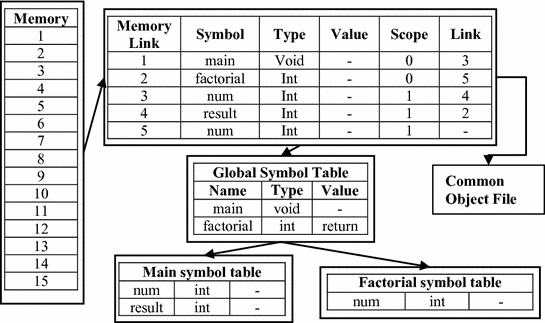 Memory
1
2
3
4
5
6
7
8
9
10
11
12
13
14
15
Memory Link Symbol Type Value Scope Link
1 main Void - 0 3
2 factorial Int - 0 5
3 num Int - 1 4
4 result Int - 1 2
5 num Int - 1 -
Global Symbol Table
Name Type Value
main void -
factorial int return
Common
Object File
Main symbol table
num int -
result int -
Factorial symbol table
num int -